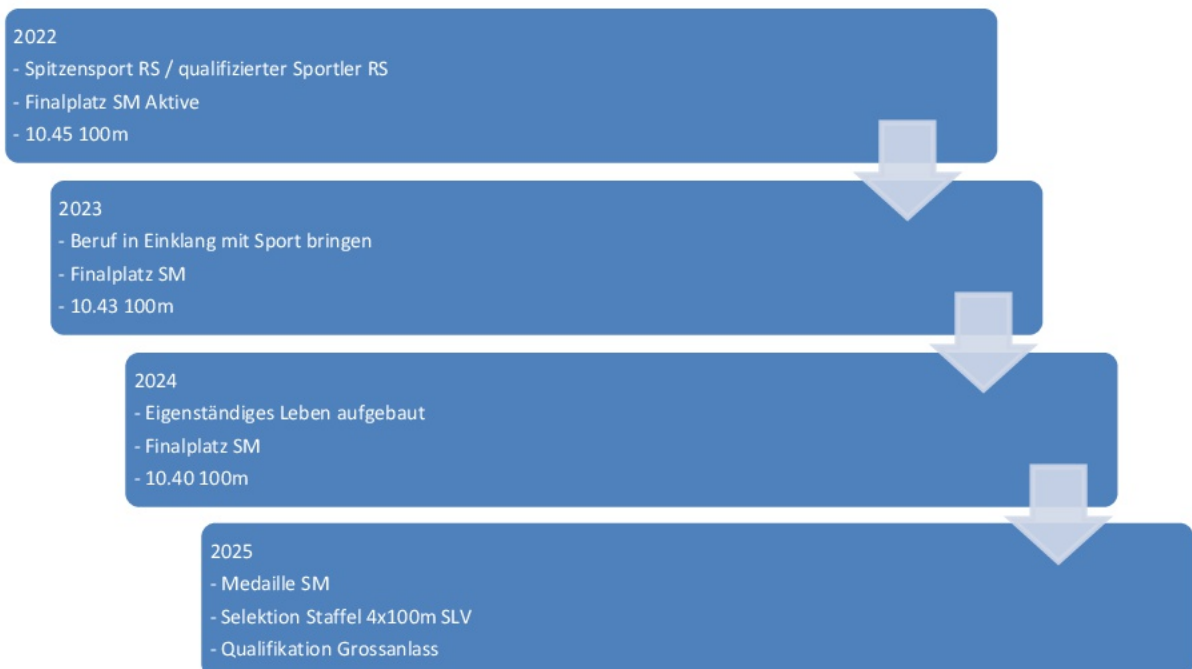 2022
- Spitzensport RS / qualifizierter Sportler RS
- Finalplatz SM Aktive
- 10.45 100m
2023
- Beruf in Einklang mit Sport bringen
- Finalplatz SM
- 10.43 100m
2024
- Eigenständiges Leben aufgebaut
- Finalplatz SM
- 10.40 100m
2025
- Medaille SM
- Selektion Staffel 4x100m SLV
- Qualifikation Grossanlass